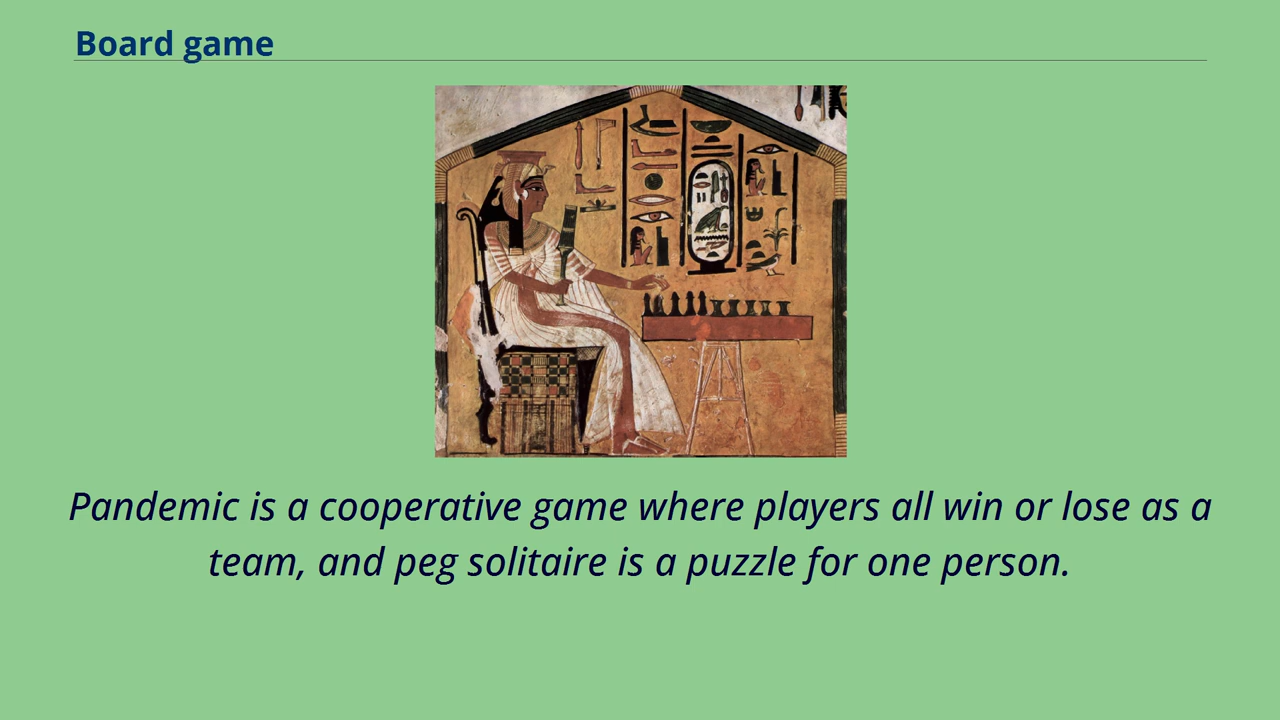 Board game
Pandemic is a cooperative game where players all win or lose as a
team, and peg solitaire is a puzzle for one person.